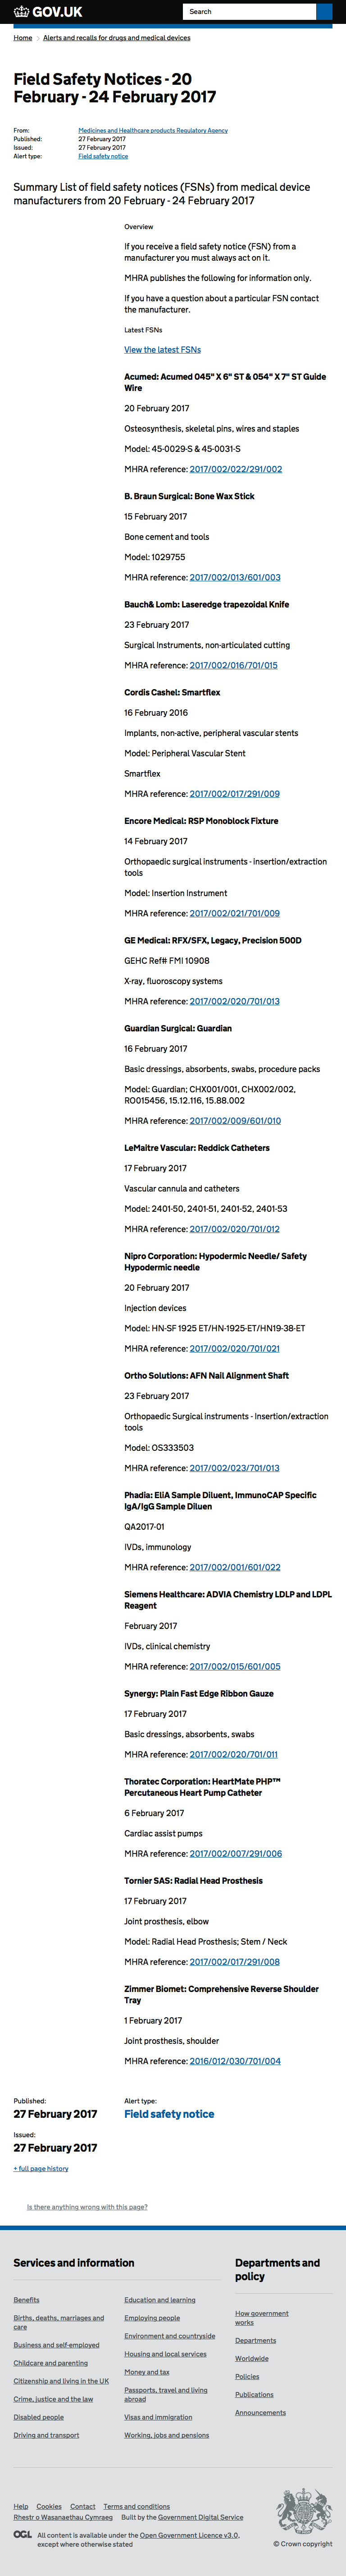 GOV.UK
Search
Home
Alerts and recalls for drugs and medical devices
Field Safety Notices - 20
February - 24 February 2017
From: Medicines and Healthcare products Regulatory Agency
Published: 27 February 2017
Issued: 27 February 2017
Alert type: Field safety notice
Summary List of field safety notices (FSNs) from medical device
manufacturers from 20 February - 24 February 2017
Overview
If you receive a field safety notice (FSN) from a
manufacturer you must always act on it.
MHRA publishes the following for information only.
If you have a question about a particular FSN contact
the manufacturer.
Latest FSNs
View the latest FSNs
Acumed: Acumed 045" X 6" ST & 054" X 7" ST Guide
Wire
20 February 2017
Osteosynthesis, skeletal pins, wires and staples
Model: 45-0029-S & 45-0031-S
MHRA reference: 2017/002/022/291/002
B. Braun Surgical: Bone Wax Stick
15 February 2017
Bone cement and tools
Model: 1029755
MHRA reference: 2017/002/013/601/003
Bauch& Lomb: Laseredge trapezoidal Knife
23 February 2017
Surgical Instruments, non-articulated cutting
MHRA reference: 2017/002/016/701/015
Cordis Cashel: Smartflex
16 February 2016
Implants, non-active, peripheral vascular stents
Model: Peripheral Vascular Stent
Smartflex
MHRA reference: 2017/002/017/291/009
Encore Medical: RSP Monoblock Fixture
14 February 2017
Orthopaedic surgical instruments - insertion/extraction
tools
Model: Insertion Instrument
MHRA reference: 2017/002/021/701/009
GE Medical: RFX/SFX, Legacy, Precision 500D
GEHC Ref# FMI 10908
X-ray, fluoroscopy systems
MHRA reference: 2017/002/020/701/013
Guardian Surgical: Guardian
16 February 2017
Basic dressings, absorbents, swabs, procedure packs
Model: Guardian; CHX001/001, CHX002/002,
RO015456, 15.12.116, 15.88.002
MHRA reference: 2017/002/009/601/010
LeMaitre Vascular: Reddick Catheters
17 February 2017
Vascular cannula and catheters
Model: 2401-50, 2401-51, 2401-52, 2401-53
MHRA reference: 2017/002/020/701/012
Nipro Corporation: Hypodermic Needle/ Safety
Hypodermic needle
20 February 2017
Injection devices
Model: HN-SF 1925 ET/HN-1925-ET/HN19-38-ET
MHRA reference: 2017/002/020/701/021
Ortho Solutions: AFN Nail Alignment Shaft
23 February 2017
Orthopaedic Surgical instruments - Insertion/extraction
tools
Model: OS333503
MHRA reference: 2017/002/023/701/013
Phadia: EliA Sample Diluent, ImmunoCAP Specific
IgA/IgG Sample Diluen
QA2017-01
IVDs, immunology
MHRA reference: 2017/002/001/601/022
Siemens Healthcare: ADVIA Chemistry LDLP and LDPL
Reagent
February 2017
IVDs, clinical chemistry
MHRA reference: 2017/002/015/601/005
Synergy: Plain Fast Edge Ribbon Gauze
17 February 2017
Basic dressings, absorbents, swabs
MHRA reference: 2017/002/020/701/011
Thoratec Corporation: HeartMate PHP™
Percutaneous Heart Pump Catheter
6 February 2017
Cardiac assist pumps
MHRA reference: 2017/002/007/291/006
Tornier SAS: Radial Head Prosthesis
17 February 2017
Joint prosthesis, elbow
Model: Radial Head Prosthesis; Stem / Neck
MHRA reference: 2017/002/017/291/008
Zimmer Biomet: Comprehensive Reverse Shoulder
Tray
1 February 2017
Joint prosthesis, shoulder
MHRA reference: 2016/012/030/701/004
Published:
27 February 2017
Issued:
27 February 2017
+ full page history
Alert type:
Field safety notice
Is there anything wrong with this page?
Services and information
Benefits
Births, deaths, marriages and
care
Business and self-employed
Childcare and parenting
Citizenship and living in the UK
Crime, justice and the law
Disabled people
Driving and transport
Education and learning
Employing people
Environment and countryside
Housing and local services
Money and tax
Passports, travel and living
abroad
Visas and immigration
Working, jobs and pensions
Departments and
policy
How government
works
Departments
Worldwide
Policies
Publications
Announcements
Help Cookies Contact Terms and conditions
Rhestr o Wasanaethau Cymraeg Built by the Government Digital Service
OGL All content is available under the Open Government Licence v3.0,
except where otherwise stated
© Crown copyright